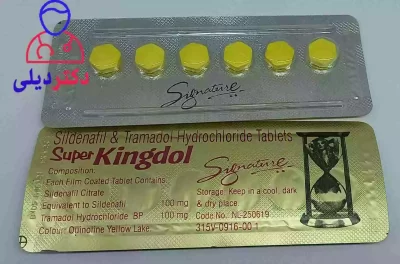 دکتر دیلی
Signature
Sildenafil & Tramadol Hydrochloride Tablets
Super Kingdol
Signature
Composition:
Each Film Coated Tablet Contains:
Sildenafil Citrate
Equivalent to Sildenafil 100 mg
Tramadol Hydrochloride BP 100 mg
Colour: Quinoline Yellow Lake
Storage: Keep in a cool, dark
& dry place
Code No.: NL-250619
315V-0916-00